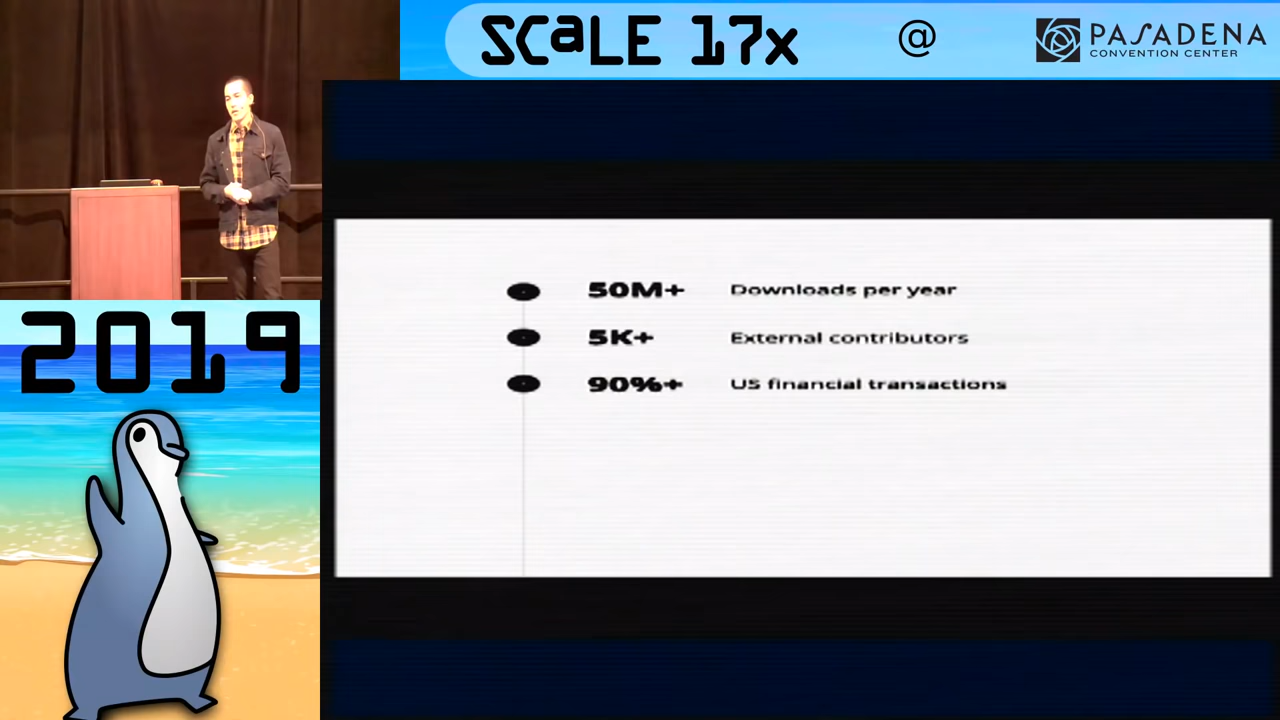 SCaLE 17x @ PASADENA
CONVENTION CENTER
2019
50M+ Downloads per year
5K+ External contributors
90%+ US financial transactions